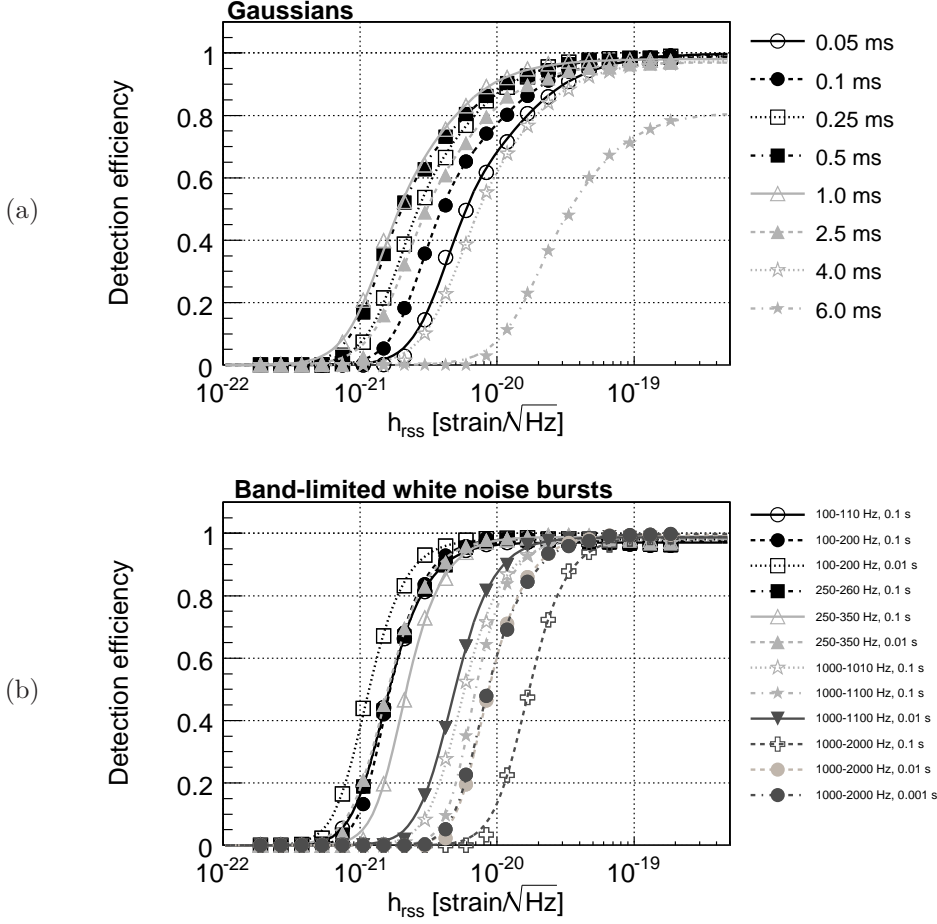 Gaussians
(a)
Detection efficiency
1
0.8
0.6
0.4
0.2
0
10^-22
10^-21
10^-20
10^-19
h_rss [strain/√Hz]
0.05 ms
0.1 ms
0.25 ms
0.5 ms
1.0 ms
2.5 ms
4.0 ms
6.0 ms
Band-limited white noise bursts
(b)
Detection efficiency
1
0.8
0.6
0.4
0.2
0
10^-22
10^-21
10^-20
10^-19
h_rss [strain/√Hz]
100-110 Hz, 0.1 s
100-200 Hz, 0.1 s
100-200 Hz, 0.01 s
250-260 Hz, 0.1 s
250-350 Hz, 0.1 s
250-350 Hz, 0.01 s
1000-1010 Hz, 0.1 s
1000-1100 Hz, 0.1 s
1000-1100 Hz, 0.01 s
1000-2000 Hz, 0.1 s
1000-2000 Hz, 0.01 s
1000-2000 Hz, 0.001 s